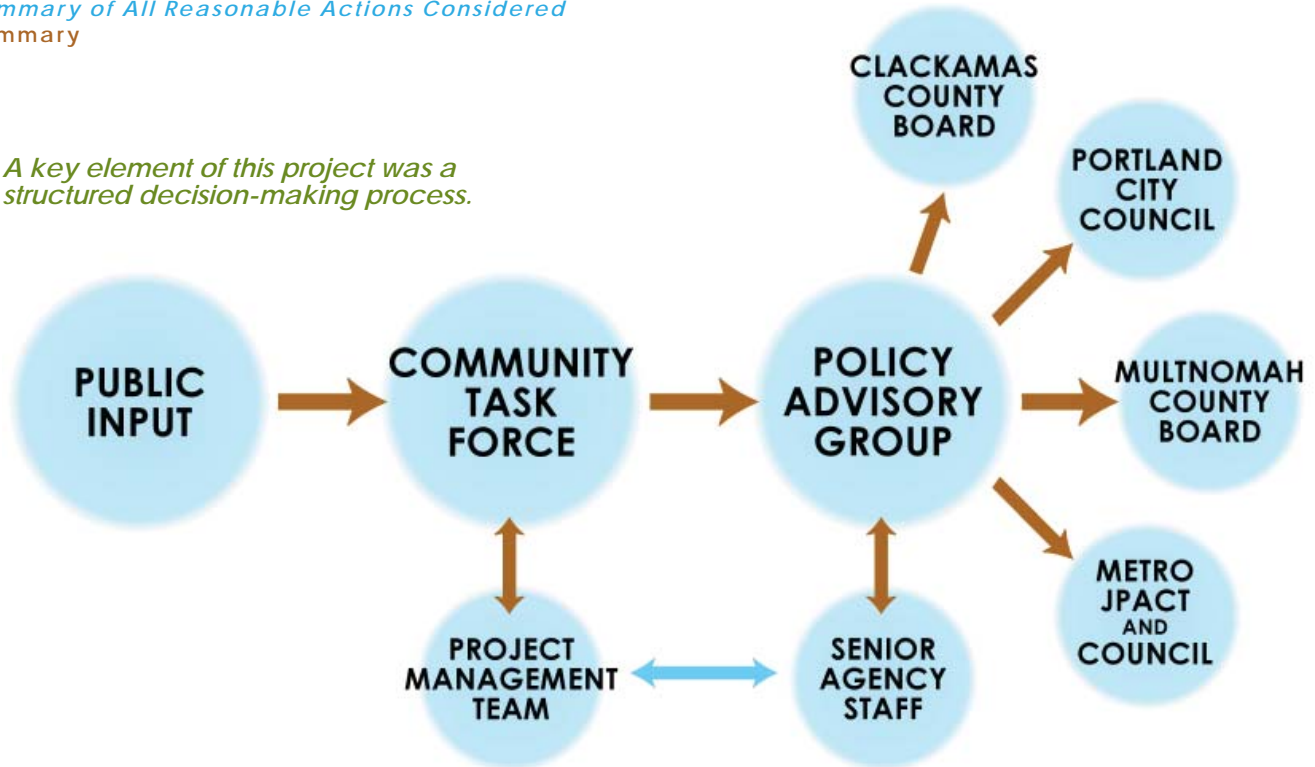 mmary of All Reasonable Actions Considered
mmary
A key element of this project was a
structured decision-making process.
CLACKAMAS
COUNTY
BOARD
PORTLAND
CITY
COUNCIL
PUBLIC
INPUT
COMMUNITY
TASK
FORCE
POLICY
ADVISORY
GROUP
MULTNOMAH
COUNTY
BOARD
METRO
JPACT
AND
COUNCIL
PROJECT
MANAGEMENT
TEAM
SENIOR
AGENCY
STAFF